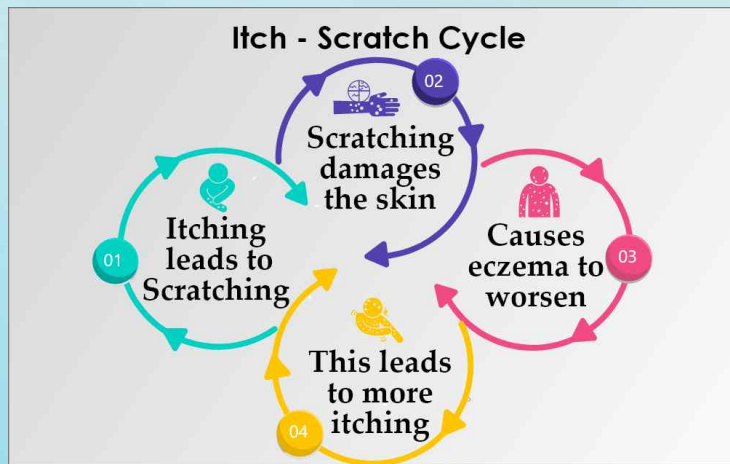 Itch - Scratch Cycle
01
Itching
leads to
Scratching
02
Scratching
damages
the skin
03
Causes
eczema to
worsen
04
This leads
to more
itching